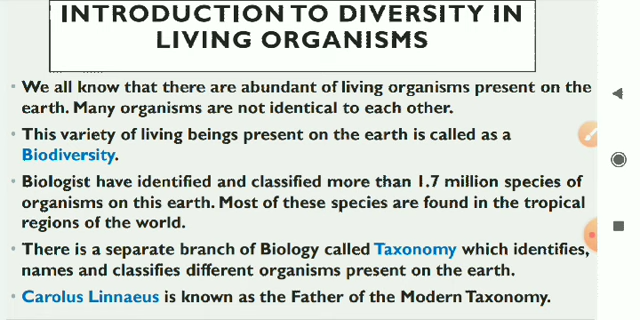 INTRODUCTION TO DIVERSITY IN
LIVING ORGANISMS
• We all know that there are abundant of living organisms present on the
earth. Many organisms are not identical to each other.
• This variety of living beings present on the earth is called as a
Biodiversity.
• Biologist have identified and classified more than 1.7 million species of
organisms on this earth. Most of these species are found in the tropical
regions of the world.
• There is a separate branch of Biology called Taxonomy which identifies,
names and classifies different organisms present on the earth.
• Carolus Linnaeus is known as the Father of the Modern Taxonomy.